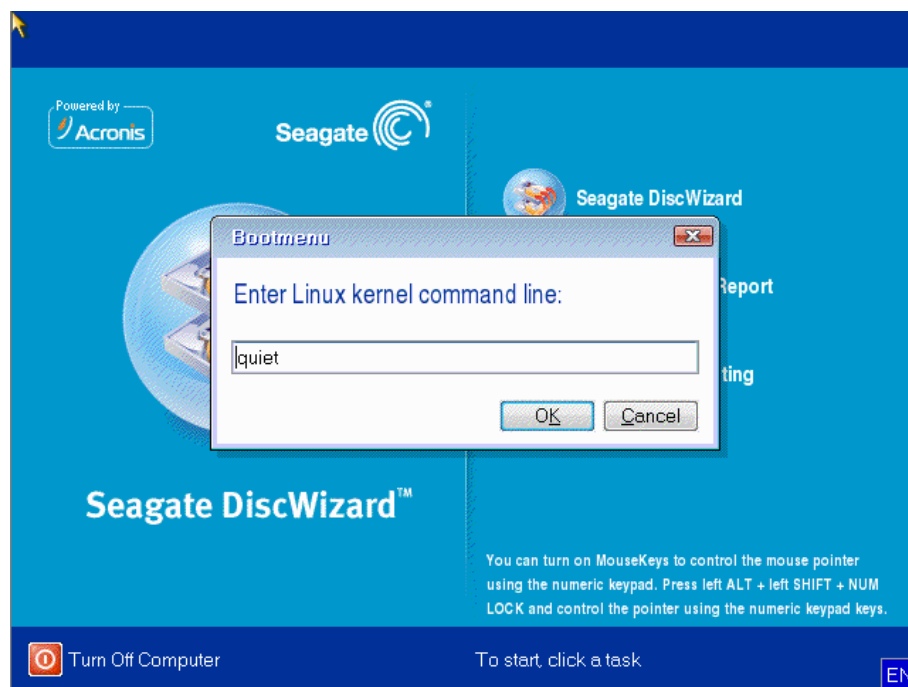 Powered by
Acronis
Seagate
Seagate DiscWizard
Bootmenu
Enter Linux kernel command line:
Report
quiet
ting
OK
Cancel
Seagate DiscWizard™
You can turn on MouseKeys to control the mouse pointer
using the numeric keypad. Press left ALT + left SHIFT + NUM
LOCK and control the pointer using the numeric keypad keys.
Turn Off Computer
To start, click a task
EN